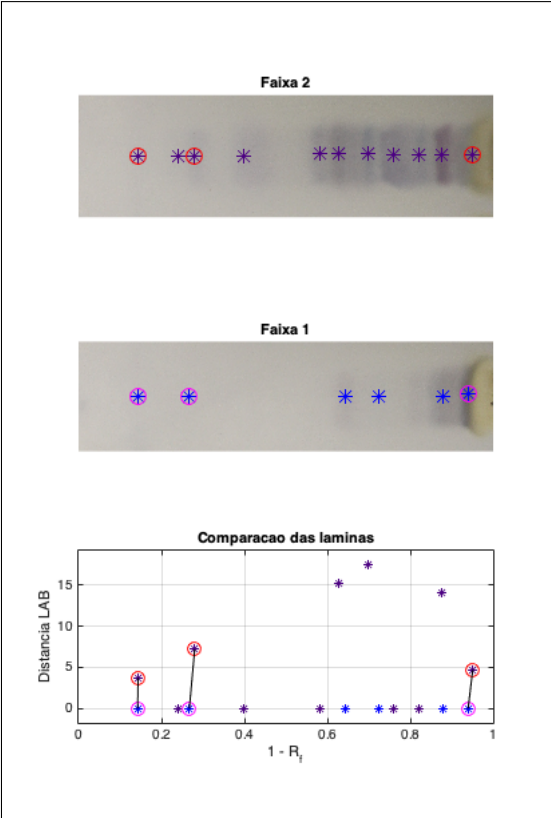 Faixa 2
Faixa 1
Comparacao das laminas
Distancia LAB
15
10
5
0
0 0.2 0.4 0.6 0.8 1
1 - R_f